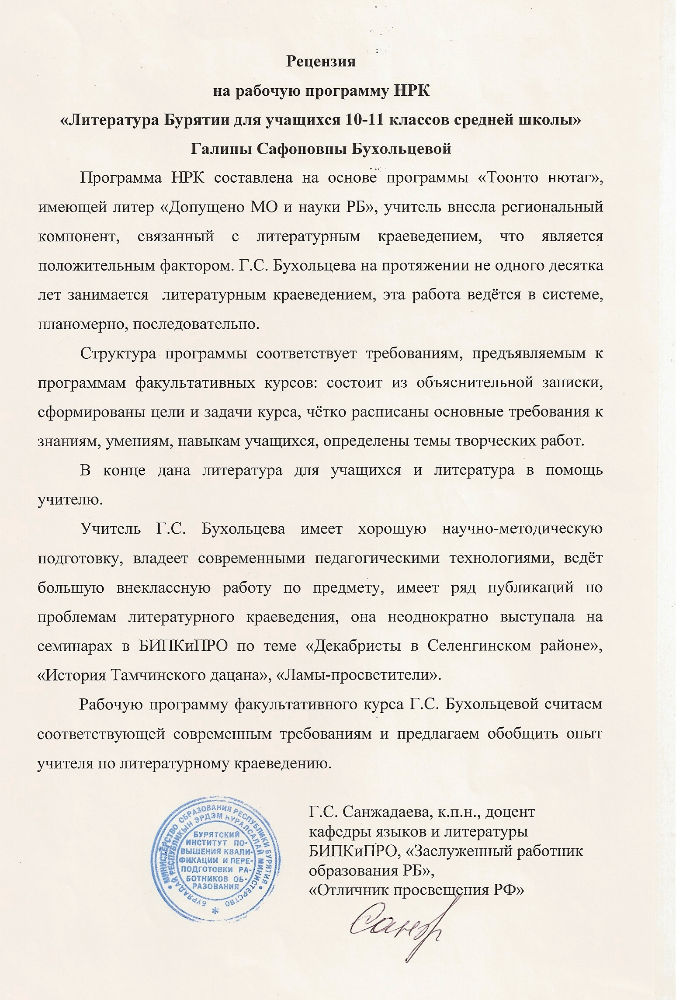 Рецензия
на рабочую программу НРК
«Литература Бурятии для учащихся 10-11 классов средней школы»
Галины Сафоновны Бухольцевой
Программа НРК составлена на основе программы «Тоонто нютаг»,
имеющей литер «Допущено МО и науки РБ», учитель внесла региональный
компонент, связанный с литературным краеведением, что является
положительным фактором. Г.С. Бухольцева на протяжении не одного десятка
лет занимается литературным краеведением, эта работа ведётся в системе,
планомерно, последовательно.
Структура программы соответствует требованиям, предъявляемым к
программам факультативных курсов: состоит из объяснительной записки,
сформированы цели и задачи курса, чётко расписаны основные требования к
знаниям, умениям, навыкам учащихся, определены темы творческих работ.
В конце дана литература для учащихся и литература в помощь
учителю.
Учитель Г.С. Бухольцева имеет хорошую научно-методическую
подготовку, владеет современными педагогическими технологиями, ведёт
большую внеклассную работу по предмету, имеет ряд публикаций по
проблемам литературного краеведения, она неоднократно выступала на
семинарах в БИПКиПРО по теме «Декабристы в Селенгинском районе»,
«История Тамчинского дацана», «Ламы-просветители».
Рабочую программу факультативного курса Г.С. Бухольцевой считаем
соответствующей современным требованиям и предлагаем обобщить опыт
учителя по литературному краеведению.
Г.С. Санжадаева, к.п.н., доцент
кафедры языков и литературы
БИПКиПРО, «Заслуженный работник
образования РБ»,
«Отличник просвещения РФ»
МИНИСТЕРСТВО ОБРАЗОВАНИЯ РЕСПУБЛИКИ БУРЯТИЯ
БУРЯАДАЙ РЕСПУБЛИКЫН ЭРДЭМ ҺУРАЛСАЛАЙ МИНИСТЕРСТВО
БУРЯТСКИЙ
ИНСТИТУТ ПО-
ВЫШЕНИЯ КВАЛИ-
ФИКАЦИИ И ПЕРЕ-
ПОДГОТОВКИ РА-
БОТНИКОВ ОБ-
РАЗОВАНИЯ